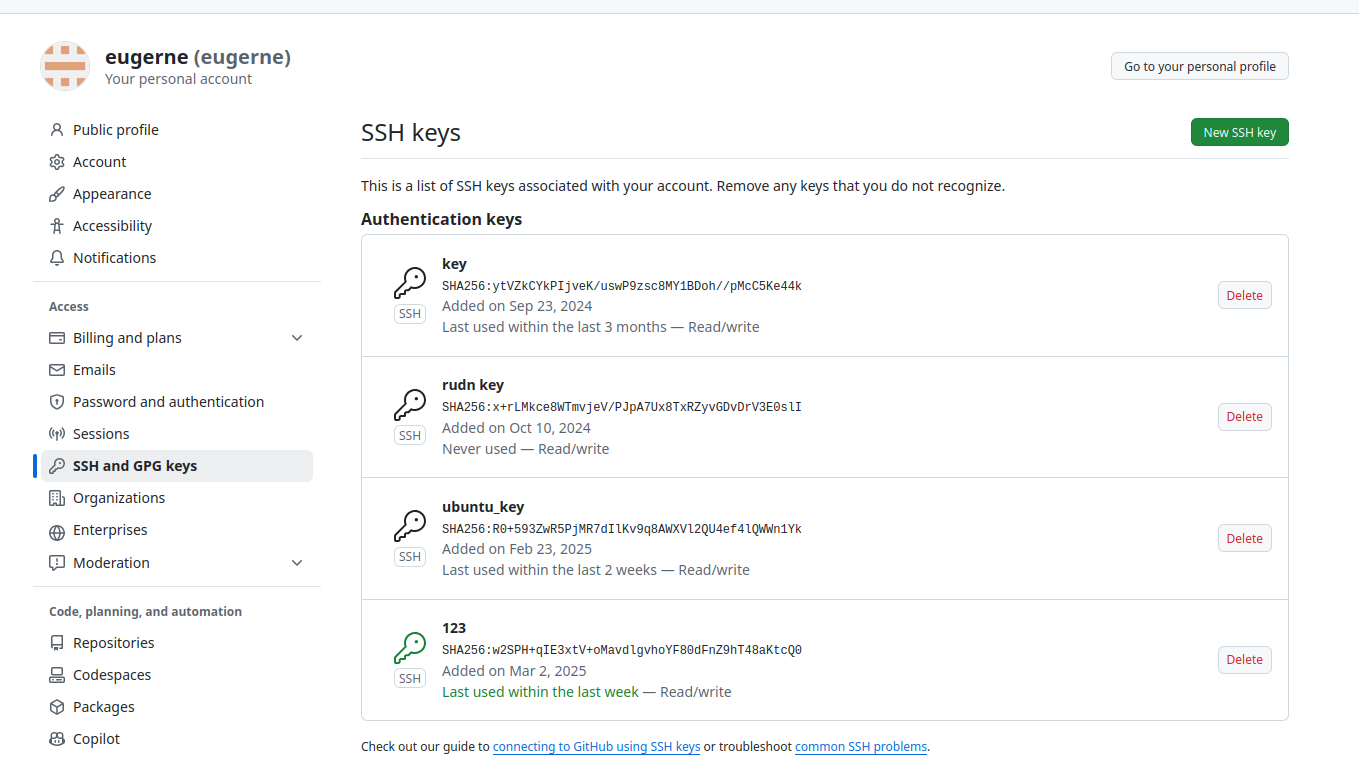 eugerne (eugerne)
Your personal account
Go to your personal profile
Public profile
Account
Appearance
Accessibility
Notifications
Access
Billing and plans
Emails
Password and authentication
Sessions
SSH and GPG keys
Organizations
Enterprises
Moderation
Code, planning, and automation
Repositories
Codespaces
Packages
Copilot
SSH keys
New SSH key
This is a list of SSH keys associated with your account. Remove any keys that you do not recognize.
Authentication keys
key
SHA256:ytVZkCYkPIjveK/uswP9zsc8MY1BDoh//pMcC5Ke44k
Added on Sep 23, 2024
Last used within the last 3 months — Read/write
SSH
Delete
rudn key
SHA256:x+rLMkce8WTmvjeV/PJpA7Ux8TxRZyvGDvDrV3E0slI
Added on Oct 10, 2024
Never used — Read/write
SSH
Delete
ubuntu_key
SHA256:R0+593ZwR5PjMR7dIlKv9q8AWXVl2QU4ef4lQWWn1Yk
Added on Feb 23, 2025
Last used within the last 2 weeks — Read/write
SSH
Delete
123
SHA256:w2SPH+qIE3xtV+oMavdlgvhoYF80dFnZ9hT48aKtcQ0
Added on Mar 2, 2025
Last used within the last week — Read/write
SSH
Delete
Check out our guide to connecting to GitHub using SSH keys or troubleshoot common SSH problems.